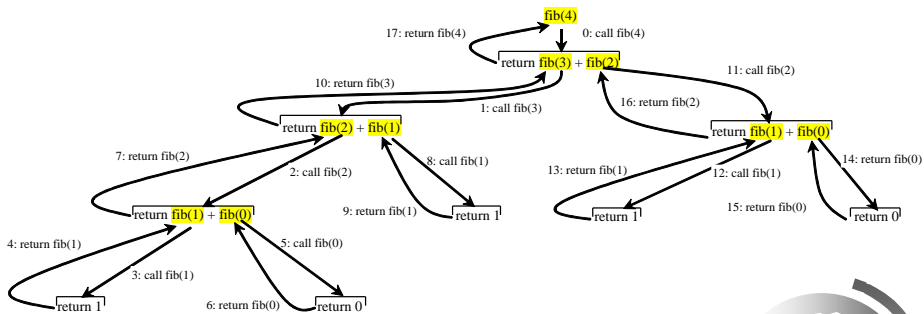 fib(4)
17: return fib(4)
0: call fib(4)
return fib(3) + fib(2)
10: return fib(3)
11: call fib(2)
1: call fib(3)
16: return fib(2)
return fib(2) + fib(1)
return fib(1) + fib(0)
7: return fib(2)
2: call fib(2)
8: call fib(1)
13: return fib(1)
12: call fib(1)
14: return fib(0)
9: return fib(1)
15: return fib(0)
return fib(1) + fib(0)
return 1
return 1
return 0
4: return fib(1)
5: call fib(0)
3: call fib(1)
6: return fib(0)
return 1
return 0